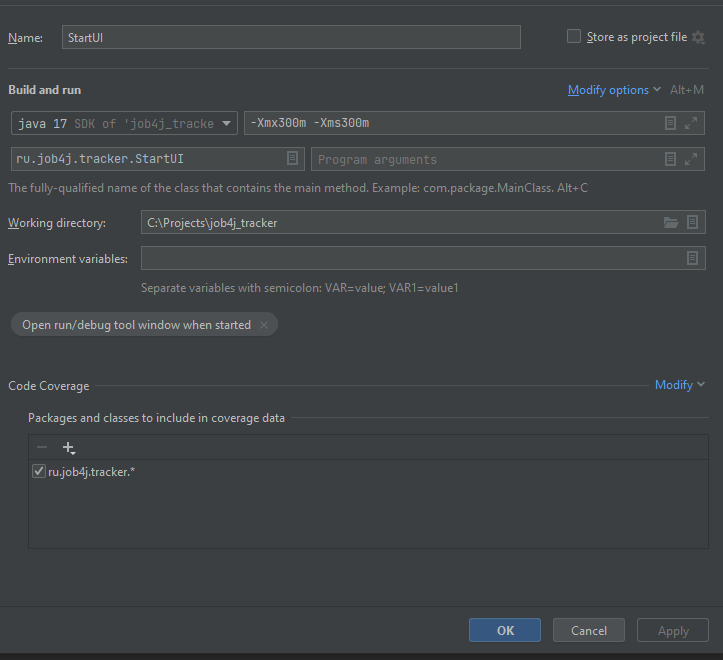 Name: StartUI Store as project file
Build and run Modify options Alt+M
java 17 SDK of 'job4j_tracke -Xmx300m -Xms300m
ru.job4j.tracker.StartUI Program arguments
The fully-qualified name of the class that contains the main method. Example: com.package.MainClass. Alt+C
Working directory: C:\Projects\job4j_tracker
Environment variables:
Separate variables with semicolon: VAR=value; VAR1=value1
Open run/debug tool window when started
Code Coverage Modify
Packages and classes to include in coverage data
ru.job4j.tracker.*
OK Cancel Apply